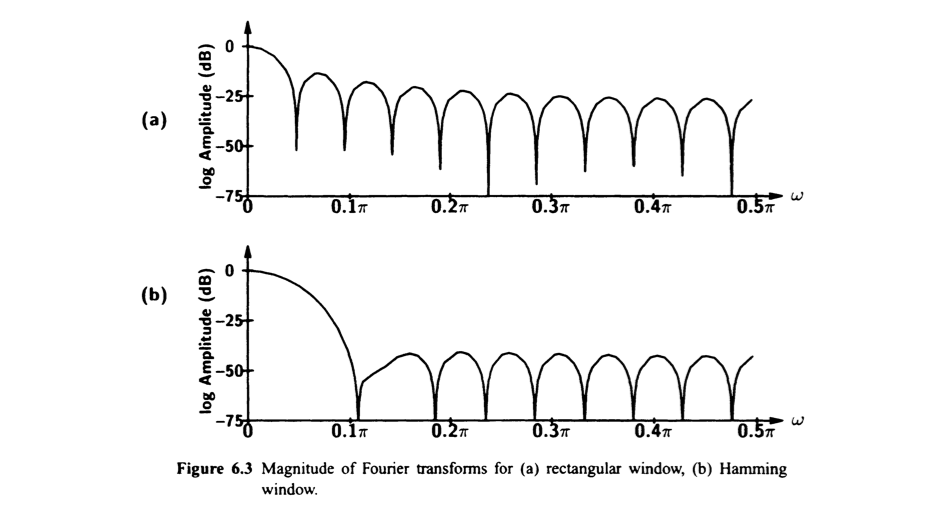 (a)
log Amplitude (dB)
0
−25
−50
−75
0 0.1π 0.2π 0.3π 0.4π 0.5π ω
(b)
log Amplitude (dB)
0
−25
−50
−75
0 0.1π 0.2π 0.3π 0.4π 0.5π ω
Figure 6.3 Magnitude of Fourier transforms for (a) rectangular window, (b) Hamming
window.